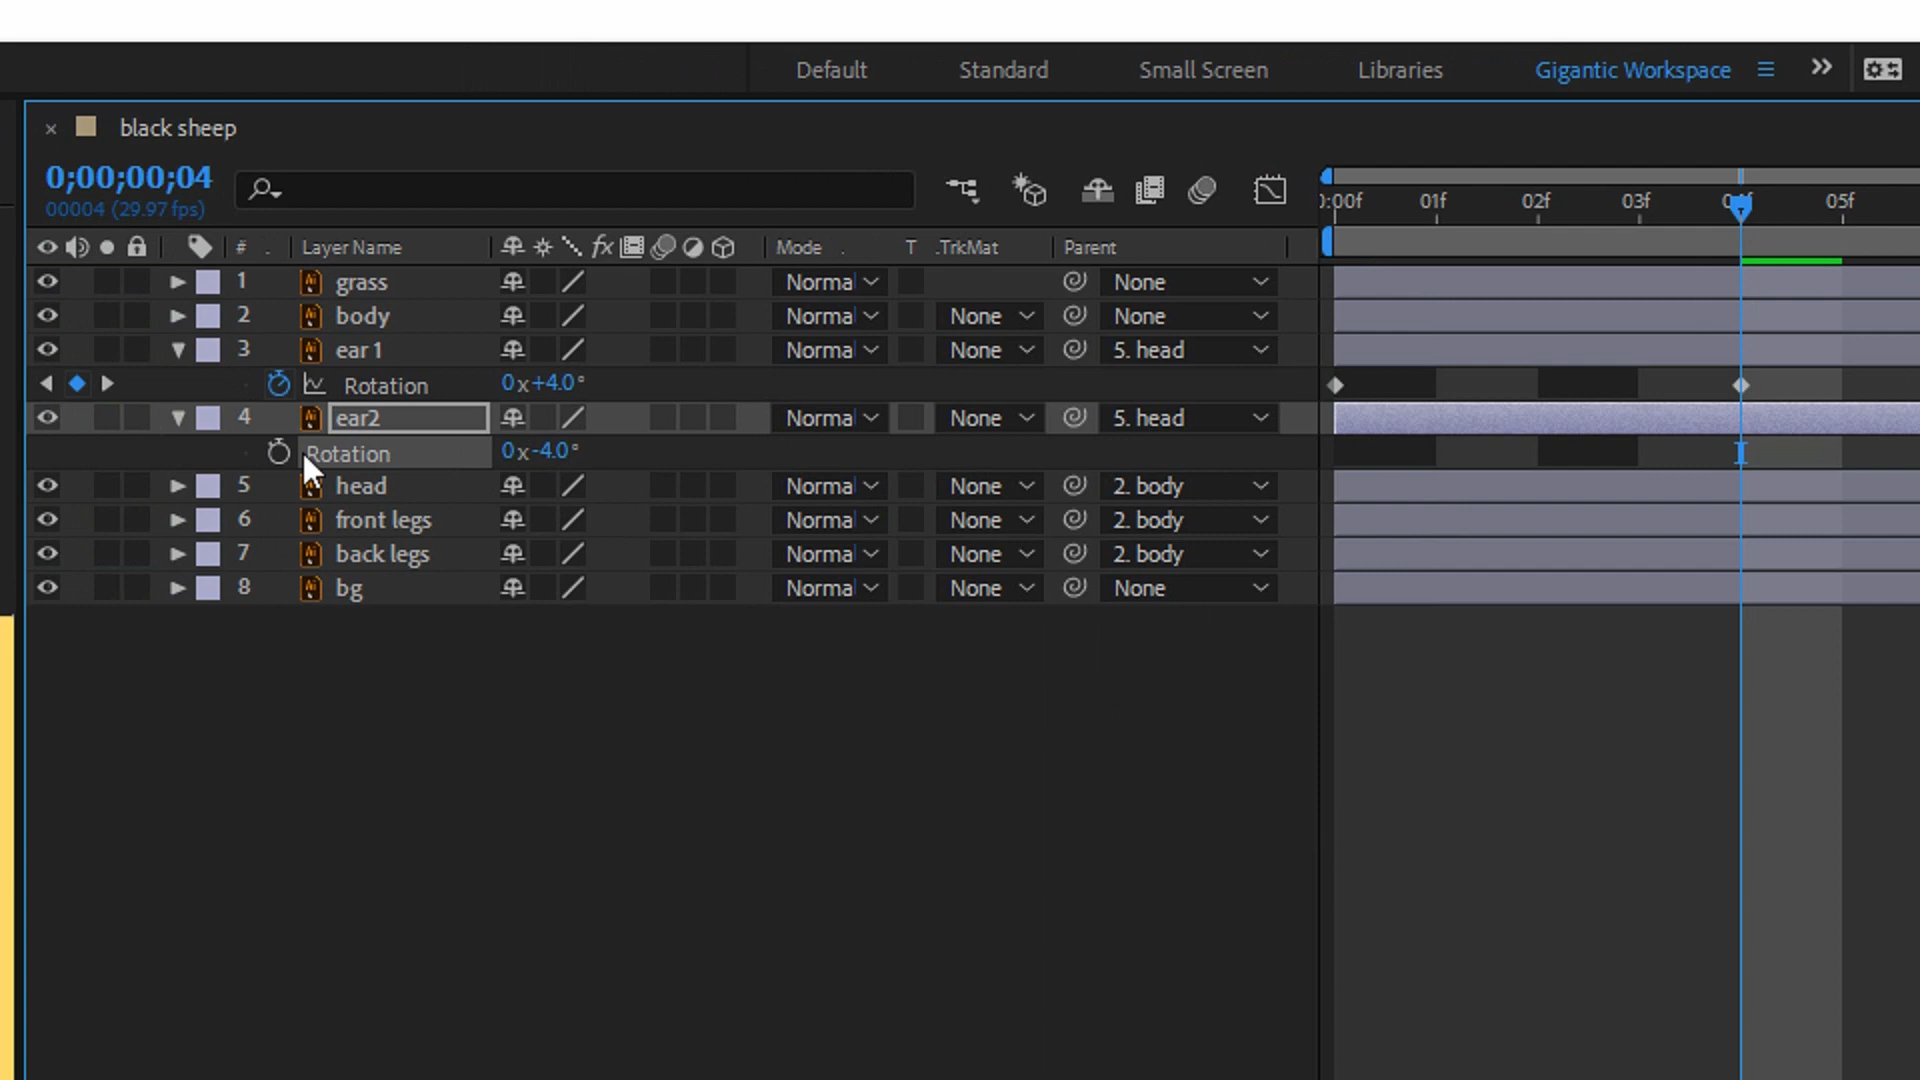 Default Standard Small Screen Libraries Gigantic Workspace
black sheep
0;00;00;04
00004 (29.97 fps)
:00f 01f 02f 03f 05f
# . Layer Name fx Mode . T .TrkMat Parent
1 grass Normal None
2 body Normal None None
3 ear 1 Normal None 5. head
Rotation 0x+4.0°
4 ear2 Normal None 5. head
Rotation 0x-4.0°
5 head Normal None 2. body
6 front legs Normal None 2. body
7 back legs Normal None 2. body
8 bg Normal None None